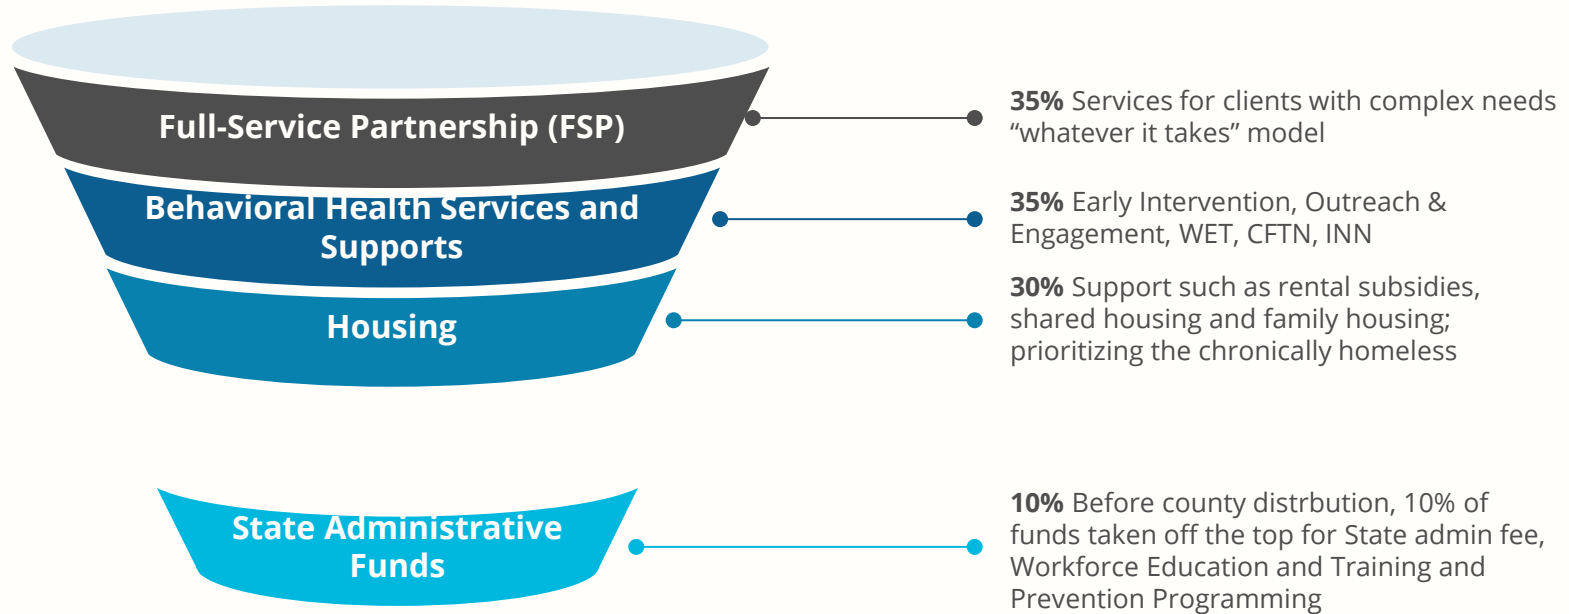 Full-Service Partnership (FSP)
35% Services for clients with complex needs
“whatever it takes” model
Behavioral Health Services and
Supports
35% Early Intervention, Outreach &
Engagement, WET, CFTN, INN
Housing
30% Support such as rental subsidies,
shared housing and family housing;
prioritizing the chronically homeless
State Administrative
Funds
10% Before county distrbution, 10% of
funds taken off the top for State admin fee,
Workforce Education and Training and
Prevention Programming